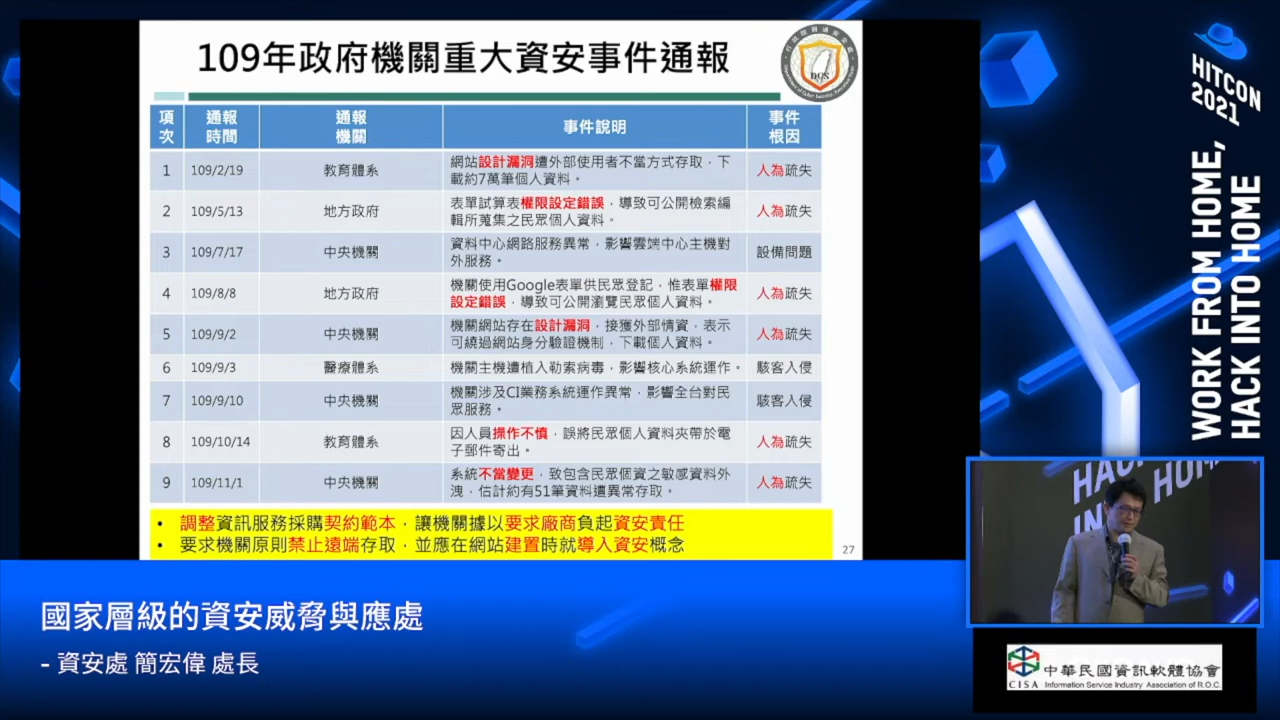 109年政府機關重大資安事件通報
項次 通報時間 通報機關 事件說明 事件根因
1 109/2/19 教育體系 網站設計漏洞遭外部使用者不當方式存取，下載約7萬筆個人資料。 人為疏失
2 109/5/13 地方政府 表單試算表權限設定錯誤，導致可公開檢索編輯所蒐集之民眾個人資料。 人為疏失
3 109/7/17 中央機關 資料中心網路服務異常，影響雲端中心主機對外服務。 設備問題
4 109/8/8 地方政府 機關使用Google表單供民眾登記，惟表單權限設定錯誤，導致可公開瀏覽民眾個人資料。 人為疏失
5 109/9/2 中央機關 機關網站存在設計漏洞，接獲外部情資，表示可繞過網站身分驗證機制，下載個人資料。 人為疏失
6 109/9/3 醫療體系 機關主機遭植入勒索病毒，影響核心系統運作。 駭客入侵
7 109/9/10 中央機關 機關涉及CI業務系統運作異常，影響全台對民眾服務。 駭客入侵
8 109/10/14 教育體系 因人員操作不慎，誤將民眾個人資料夾帶於電子郵件寄出。 人為疏失
9 109/11/1 中央機關 系統不當變更，致包含民眾個資之敏感資料外洩，估計約有51筆資料遭異常存取。 人為疏失
• 調整資訊服務採購契約範本，讓機關據以要求廠商負起資安責任
• 要求機關原則禁止遠端存取，並應在網站建置時就導入資安概念
27
DCS
HITCON
2021
WORK FROM HOME,
HACK INTO HOME
國家層級的資安威脅與應處
- 資安處 簡宏偉 處長
中華民國資訊軟體協會
CISA Information Service Industry Association of R.O.C.